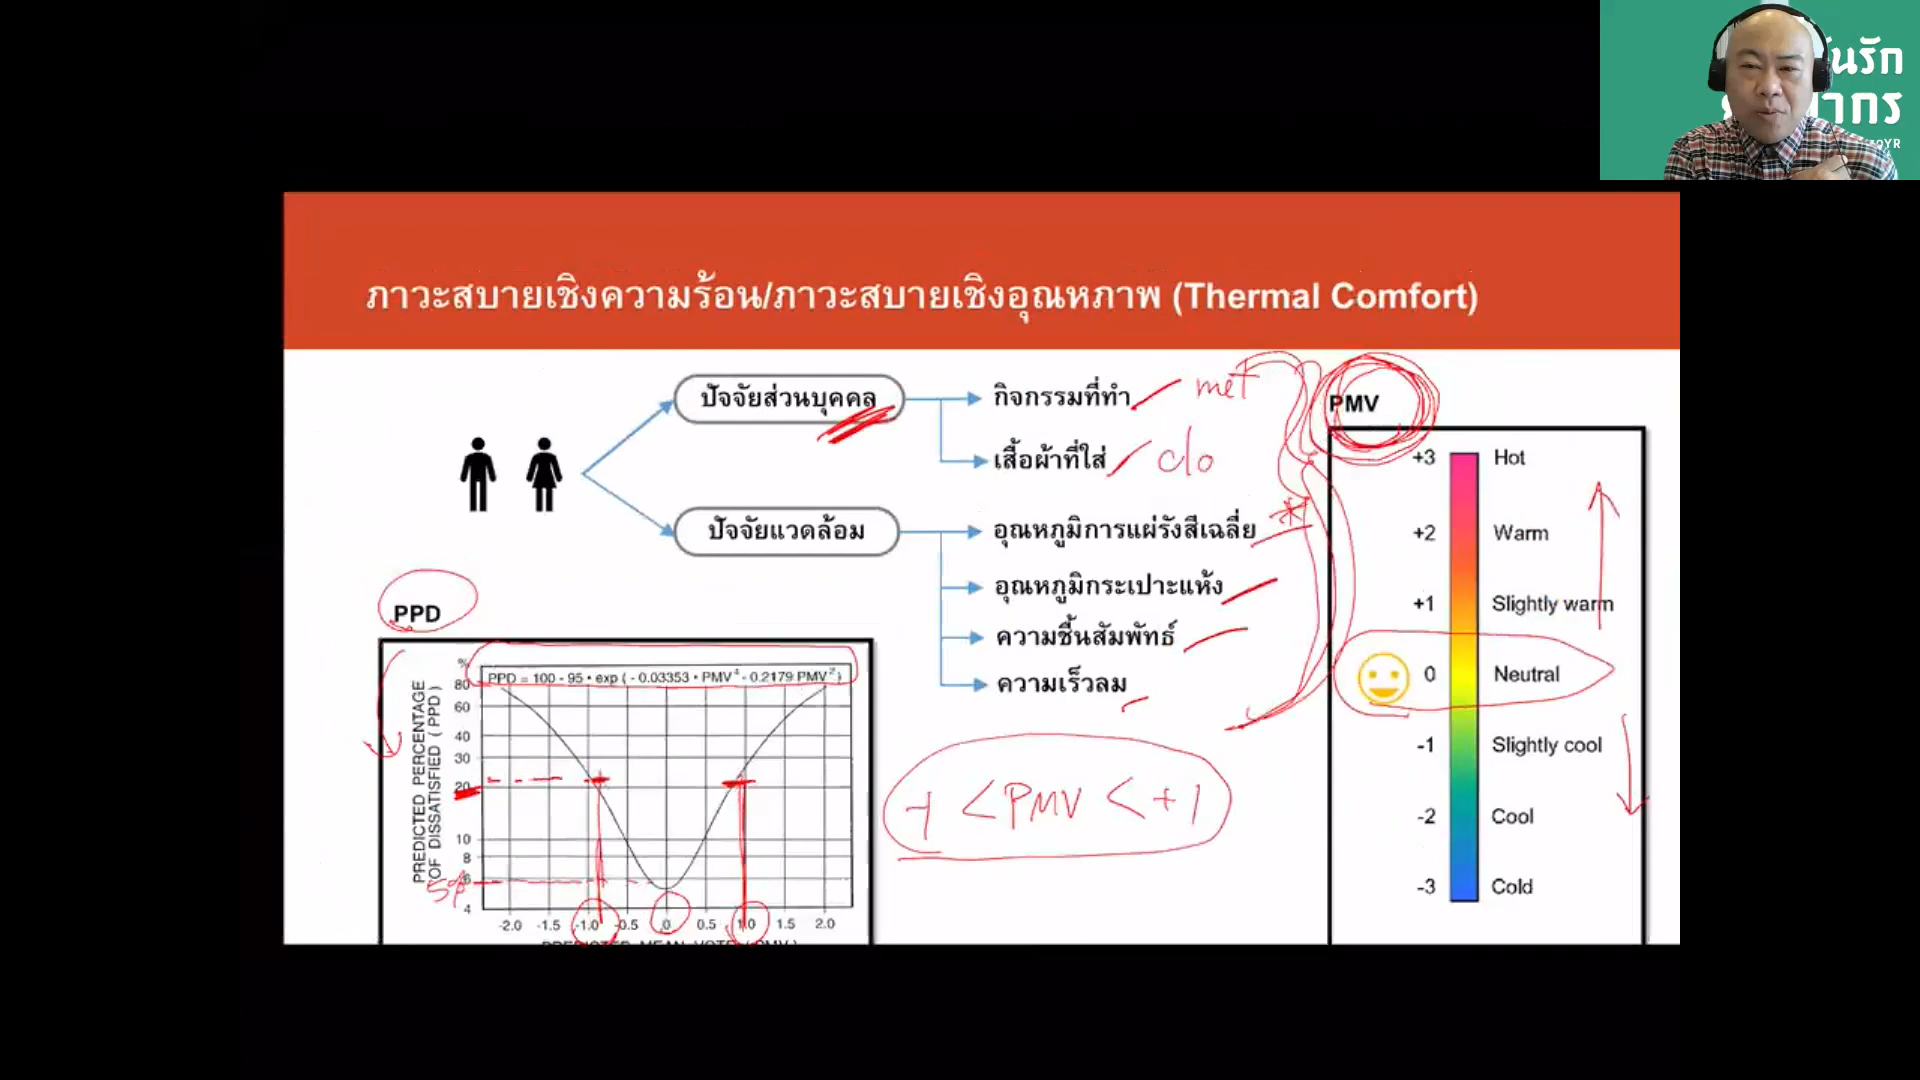 นรัก
ากร
ภาวะสบายเชิงความร้อน/ภาวะสบายเชิงอุณหภาพ (Thermal Comfort)
ปัจจัยส่วนบุคคล
กิจกรรมที่ทำ
met
เสื้อผ้าที่ใส่
clo
ปัจจัยแวดล้อม
อุณหภูมิการแผ่รังสีเฉลี่ย
*
อุณหภูมิกระเปาะแห้ง
ความชื้นสัมพัทธ์
ความเร็วลม
PMV
+3 Hot
+2 Warm
+1 Slightly warm
0 Neutral
-1 Slightly cool
-2 Cool
-3 Cold
-1 < PMV < +1
PPD
PPD = 100 - 95 • exp ( - 0.03353 • PMV⁴ - 0.2179 PMV²)
PREDICTED PERCENTAGE
OF DISSATISFIED (PPD)
%
80
60
40
30
20
10
8
6
4
5%
-2.0 -1.5 -1.0 -0.5 0 0.5 1.0 1.5 2.0
PREDICTED MEAN VOTE (PMV)